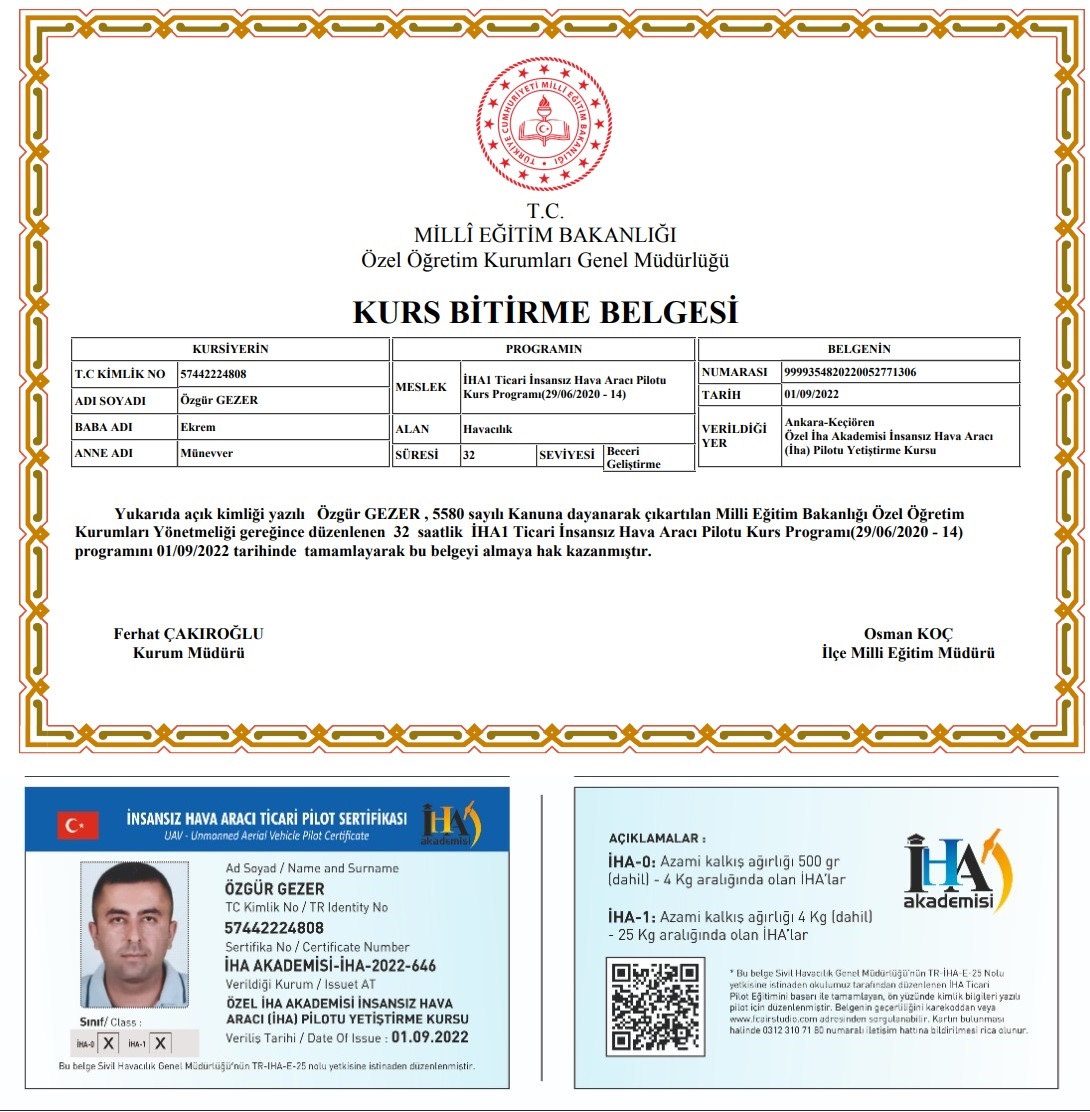 TÜRKİYE CUMHURİYETİ MİLLÎ EĞİTİM BAKANLIĞI
T.C.
MİLLÎ EĞİTİM BAKANLIĞI
Özel Öğretim Kurumları Genel Müdürlüğü
KURS BİTİRME BELGESİ
KURSİYERİN
T.C KİMLİK NO 57442224808
ADI SOYADI Özgür GEZER
BABA ADI Ekrem
ANNE ADI Münevver
PROGRAMIN
MESLEK İHA1 Ticari İnsansız Hava Aracı Pilotu
Kurs Programı(29/06/2020 - 14)
ALAN Havacılık
SÜRESİ 32 SEVİYESİ Beceri
Geliştirme
BELGENİN
NUMARASI 9999354820220052771306
TARİH 01/09/2022
VERİLDİĞİ YER Ankara-Keçiören
Özel İha Akademisi İnsansız Hava Aracı
(İha) Pilotu Yetiştirme Kursu
Yukarıda açık kimliği yazılı Özgür GEZER , 5580 sayılı Kanuna dayanarak çıkartılan Milli Eğitim Bakanlığı Özel Öğretim
Kurumları Yönetmeliği gereğince düzenlenen 32 saatlik İHA1 Ticari İnsansız Hava Aracı Pilotu Kurs Programı(29/06/2020 - 14)
programını 01/09/2022 tarihinde tamamlayarak bu belgeyi almaya hak kazanmıştır.
Ferhat ÇAKIROĞLU
Kurum Müdürü
Osman KOÇ
İlçe Milli Eğitim Müdürü
İNSANSIZ HAVA ARACI TİCARİ PİLOT SERTİFİKASI
UAV - Unmonned Aerial Vehicle Pilot Certificate
İHA
akademisi
Ad Soyad / Name and Surname
ÖZGÜR GEZER
TC Kimlik No / TR Identity No
57442224808
Sertifika No / Certificate Number
İHA AKADEMİSİ-İHA-2022-646
Verildiği Kurum / Issuet AT
ÖZEL İHA AKADEMİSİ İNSANSIZ HAVA
ARACI (İHA) PİLOTU YETİŞTİRME KURSU
Veriliş Tarihi / Date Of Issue : 01.09.2022
Sınıf/ Class :
İHA-0 X İHA-1 X
Bu belge Sivil Havacılık Genel Müdürlüğü'nün TR-IHA-E-25 nolu yetkisine istinaden düzenlenmiştir.
AÇIKLAMALAR :
İHA-0: Azami kalkış ağırlığı 500 gr
(dahil) - 4 Kg aralığında olan İHA'lar
İHA-1: Azami kalkış ağırlığı 4 Kg (dahil)
- 25 Kg aralığında olan İHA'lar
İHA
akademisi
* Bu belge Sivil Havacılık Genel Müdürlüğü'nün TR-İHA-E-25 Nolu
yetkisine istinaden okulumuz tarafından düzenlenen İHA Ticari
Pilot Eğitimini basarı ile tamamlayan, ön yüzünde kimlik bilgileri yazılı
pilot için düzenlenmiştir. Belgenin geçerliliğini karekoddan veya
www.fcairstudio.com adresinden sorgulanabilir. Kartın bulunması
halinde 0312 310 71 80 numaralı iletisim hattına bildirilmesi rica olunur.